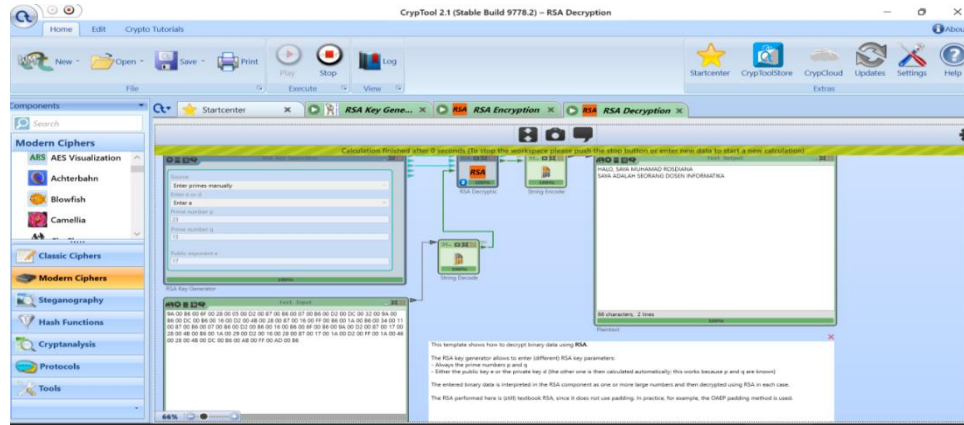 CrypTool 2.1 (Stable Build 9778.2) – RSA Decryption
Home Edit Crypto Tutorials
Abou
New Open Save Print Play Stop Log
Startcenter CrypToolStore CrypCloud Updates Settings Help
File Execute View Extras
Components
Startcenter RSA Key Gene... RSA Encryption RSA Decryption
Search
Modern Ciphers
AES Visualization
Achterbahn
Blowfish
Camellia
Classic Ciphers
Modern Ciphers
Steganography
Hash Functions
Cryptanalysis
Protocols
Tools
Calculation finished after 0 seconds (To stop the workspace please push the stop button or enter new data to start a new calculation)
Source
Enter primes manually
Enter e
Prime number p
23
Prime number q
Public exponent e
17
RSA Key Generator
RSA
RSA Decryptic
String Encode
String Decode
Text Output
HALO, SAYA MUHAMAD ROSDIANA
SAYA ADALAH SEORANG DOSEN INFORMATIKA
66 characters, 2 lines
Plaintext
Text Input
This template shows how to decrypt binary data using RSA.
The RSA key generator allows to enter (different) RSA key parameters:
- Always the prime numbers p and q
- Either the public key e or the private key d (the other one is then calculated automatically; this works because p and q are known)
The entered binary data is interpreted in the RSA component as one or more large numbers and then decrypted using RSA in each case.
The RSA performed here is (still) textbook RSA, since it does not use padding. In practice, for example, the OAEP padding method is used.
66%